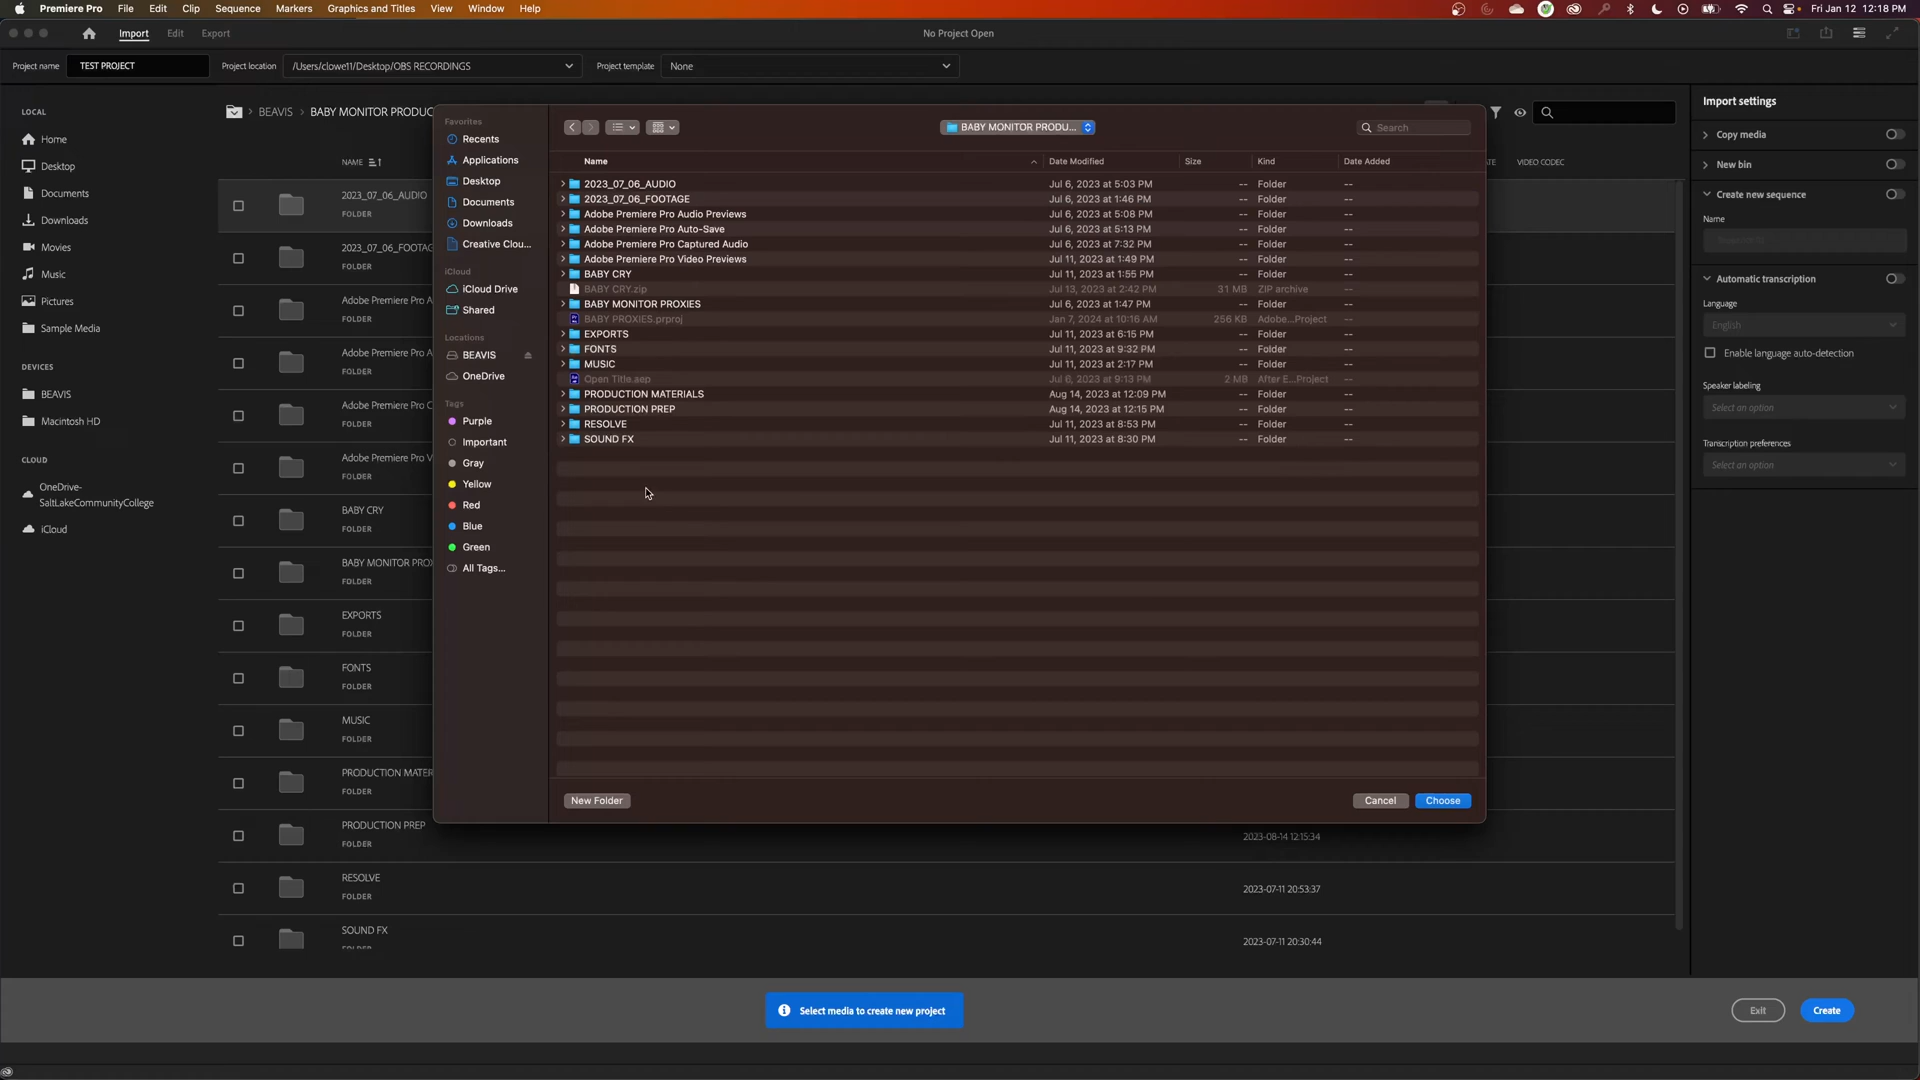 Premiere Pro File Edit Clip Sequence Markers Graphics and Titles View Window Help Fri Jan 12 12:18 PM
Import Edit Export No Project Open
Project name TEST PROJECT Project location /Users/clowe11/Desktop/OBS RECORDINGS Project template None
LOCAL
Home
Desktop
Documents
Downloads
Movies
Music
Pictures
Sample Media
DEVICES
BEAVIS
Macintosh HD
CLOUD
OneDrive-
SaltLakeCommunityCollege
iCloud
BEAVIS > BABY MONITOR PRODUC
NAME
2023_07_06_AUDIO
FOLDER
2023_07_06_FOOTAG
FOLDER
Adobe Premiere Pro A
FOLDER
Adobe Premiere Pro A
FOLDER
Adobe Premiere Pro C
FOLDER
Adobe Premiere Pro V
FOLDER
BABY CRY
FOLDER
BABY MONITOR PROX
FOLDER
EXPORTS
FOLDER
FONTS
FOLDER
MUSIC
FOLDER
PRODUCTION MATER
FOLDER
PRODUCTION PREP
FOLDER
2023-08-14 12:15:34
RESOLVE
FOLDER
2023-07-11 20:53:37
SOUND FX
FOLDER
2023-07-11 20:30:44
Favorites
Recents
Applications
Desktop
Documents
Downloads
Creative Clou...
iCloud
iCloud Drive
Shared
Locations
BEAVIS
OneDrive
Tags
Purple
Important
Gray
Yellow
Red
Blue
Green
All Tags...
BABY MONITOR PRODU... Search
Name Date Modified Size Kind Date Added
2023_07_06_AUDIO Jul 6, 2023 at 5:03 PM -- Folder --
2023_07_06_FOOTAGE Jul 6, 2023 at 1:46 PM -- Folder --
Adobe Premiere Pro Audio Previews Jul 6, 2023 at 5:08 PM -- Folder --
Adobe Premiere Pro Auto-Save Jul 6, 2023 at 5:13 PM -- Folder --
Adobe Premiere Pro Captured Audio Jul 6, 2023 at 7:32 PM -- Folder --
Adobe Premiere Pro Video Previews Jul 11, 2023 at 1:49 PM -- Folder --
BABY CRY Jul 11, 2023 at 1:55 PM -- Folder --
BABY CRY.zip Jul 13, 2023 at 2:42 PM 31 MB ZIP archive --
BABY MONITOR PROXIES Jul 6, 2023 at 1:47 PM -- Folder --
BABY PROXIES.prproj Jan 7, 2024 at 10:16 AM 256 KB Adobe...Project --
EXPORTS Jul 11, 2023 at 6:15 PM -- Folder --
FONTS Jul 11, 2023 at 9:32 PM -- Folder --
MUSIC Jul 11, 2023 at 2:17 PM -- Folder --
Open Title.aep Jul 6, 2023 at 9:13 PM 2 MB After E...Project --
PRODUCTION MATERIALS Aug 14, 2023 at 12:09 PM -- Folder --
PRODUCTION PREP Aug 14, 2023 at 12:15 PM -- Folder --
RESOLVE Jul 11, 2023 at 8:53 PM -- Folder --
SOUND FX Jul 11, 2023 at 8:30 PM -- Folder --
New Folder Cancel Choose
ATE VIDEO CODEC
Import settings
Copy media
New bin
Create new sequence
Name
Automatic transcription
Language
English
Enable language auto-detection
Speaker labeling
Select an option
Transcription preferences
Select an option
Select media to create new project
Exit Create